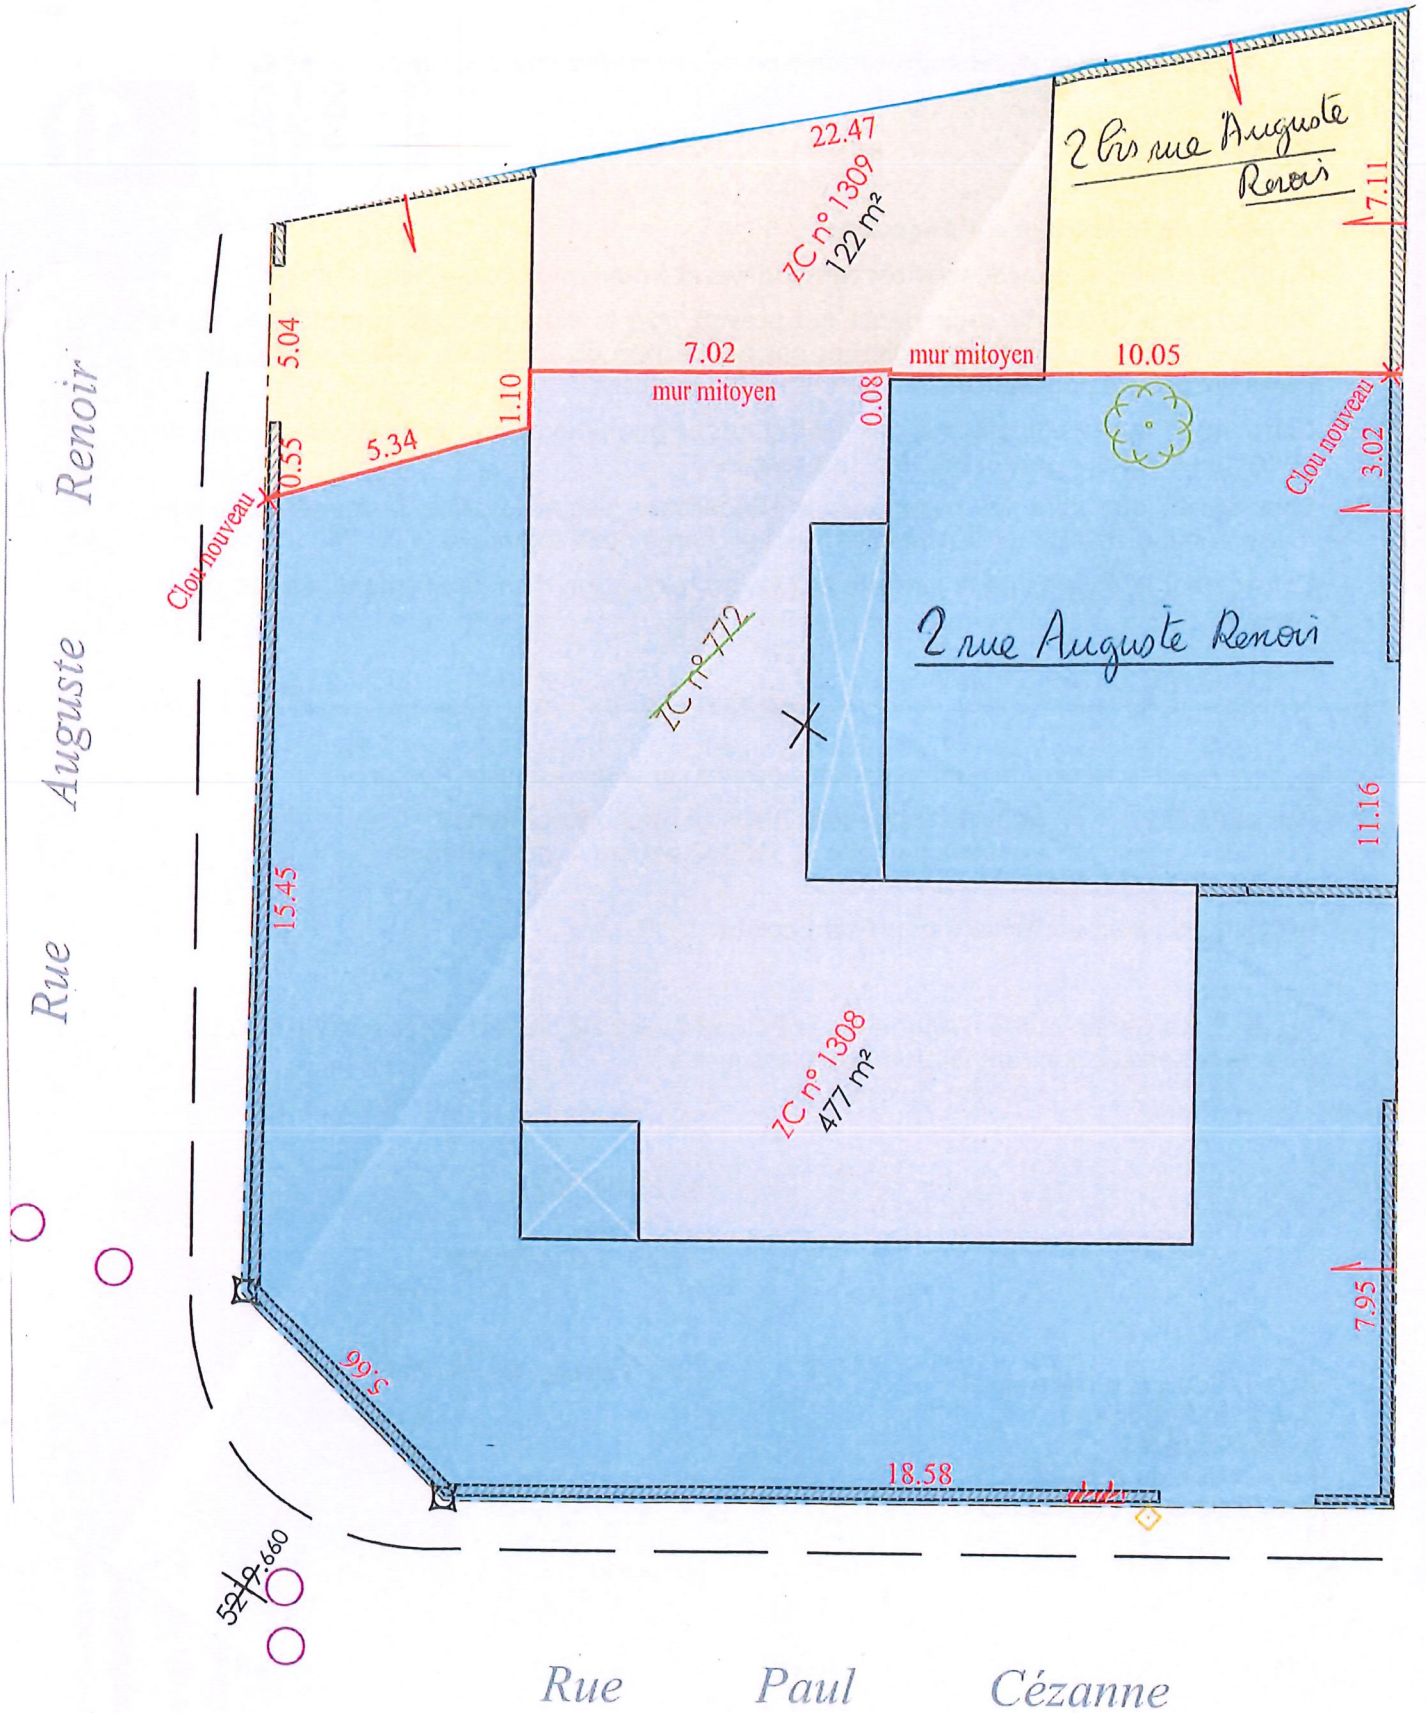 22.47
ZC nº 1309
122 m²
2 bis rue Auguste
Renoir
7.11
5.04
7.02
mur mitoyen
10.05
1.10
mur mitoyen
0.08
5.34
0.55
Clou nouveau
Clou nouveau
3.02
ZC nº 772
2 rue Auguste Renoir
11.16
15.45
Rue Auguste Renoir
ZC nº 1308
477 m²
7.95
5.66
18.58
Rue Paul Cézanne